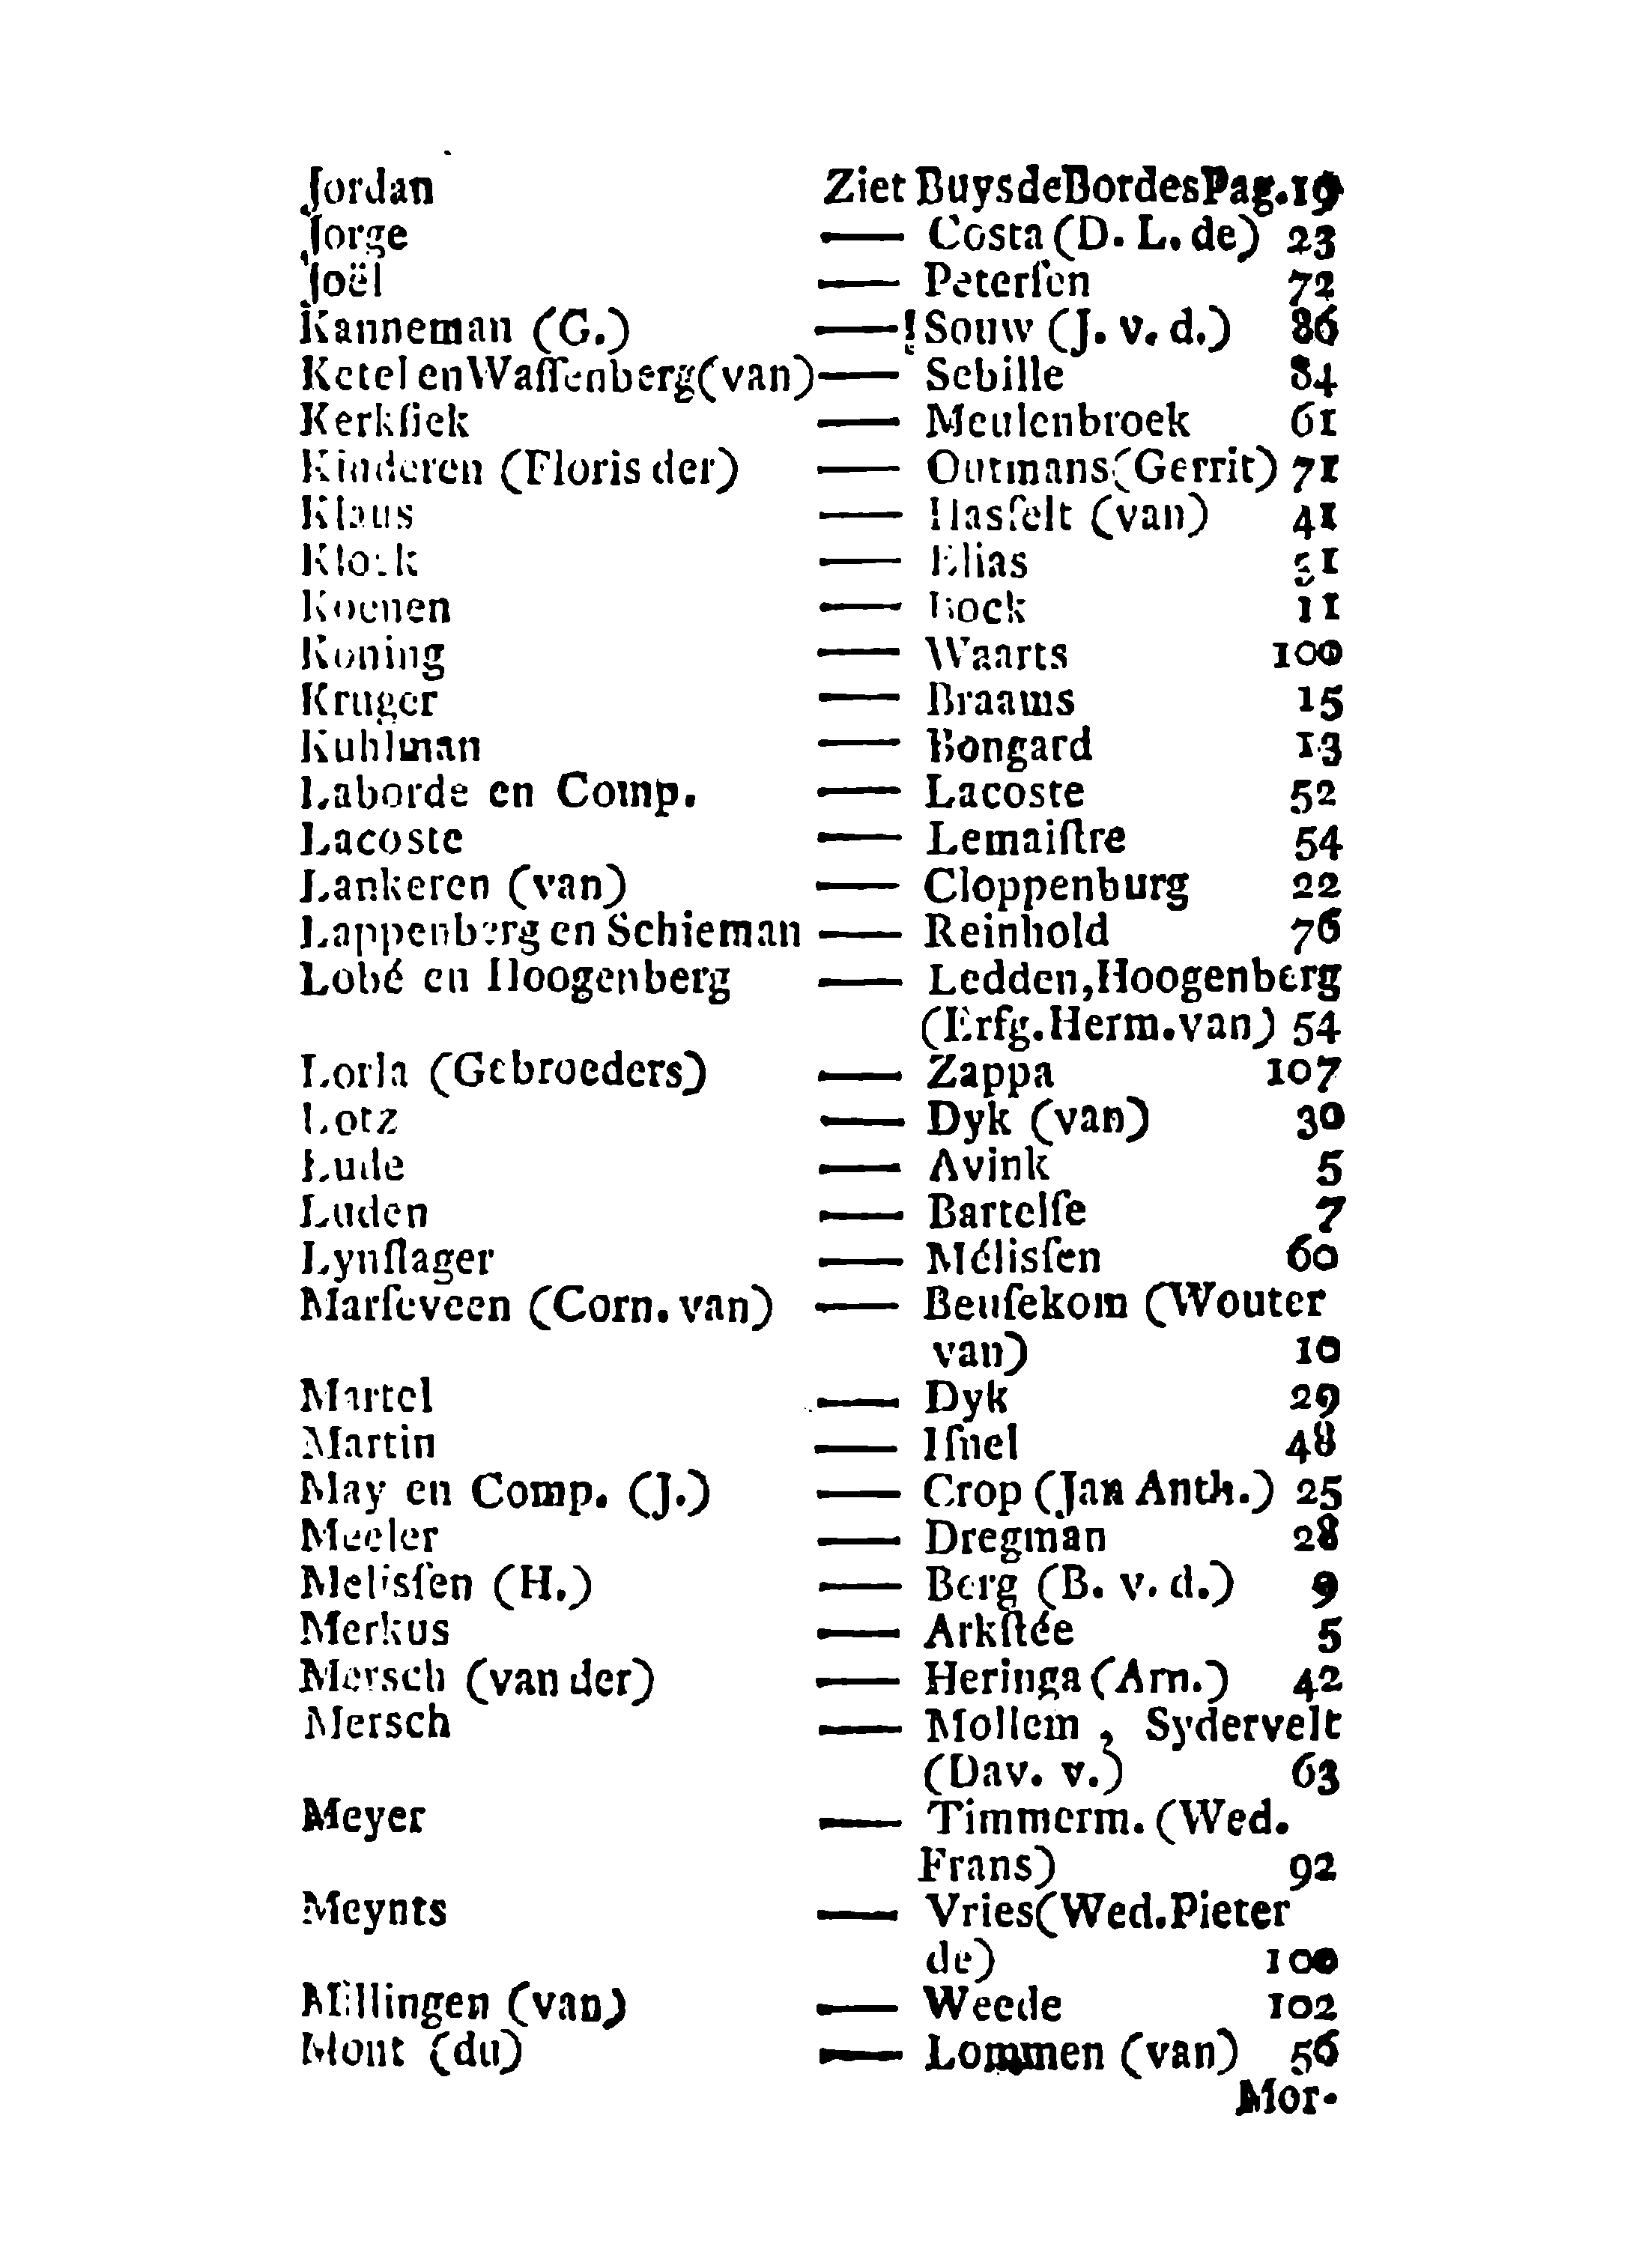 Jordan Ziet Buys de Bordes Pag. 19
Jorge — Costa (D. L. de) 23
Joël — Peterſen 72
Kanneman (G.) — Souw (J. v. d.) 86
Ketel en Waſſenberg (van) — Sebille 84
Kerkſiek — Meulenbroek 61
Kinderen (Floris der) — Outmans (Gerrit) 71
Klaus — Hasſelt (van) 41
Klock — Elias 31
Koenen — Bock 11
Koning — Waarts 100
Kruger — Braams 15
Kuhlman — Bongard 13
Laborde en Comp. — Lacoste 52
Lacoste — Lemaiſtre 54
Lankeren (van) — Cloppenburg 22
Lappenberg en Schieman — Reinhold 76
Lobé en Hoogenberg — Ledden, Hoogenberg
(Erfg. Herm. van) 54
Lorla (Gebroeders) — Zappa 107
Lotz — Dyk (van) 30
Lude — Avink 5
Luden — Bartelſe 7
Lynſlager — Mélisſen 60
Marſeveen (Corn. van) — Beuſekom (Wouter
van) 10
Martel — Dyk 29
Martin — Iſnel 48
May en Comp. (J.) — Crop (Jan Anth.) 25
Meeler — Dregman 28
Melisſen (H.) — Berg (B. v. d.) 9
Merkus — Arkſtée 5
Mersch (van der) — Heringa (Arn.) 42
Mersch — Mollem, Sydervelt
(Dav. v.) 63
Meyer — Timmerm. (Wed.
Frans) 92
Meynts — Vries (Wed. Pieter
de) 100
Millingen (van) — Weede 102
Mont (du) — Lommen (van) 56
Mor-